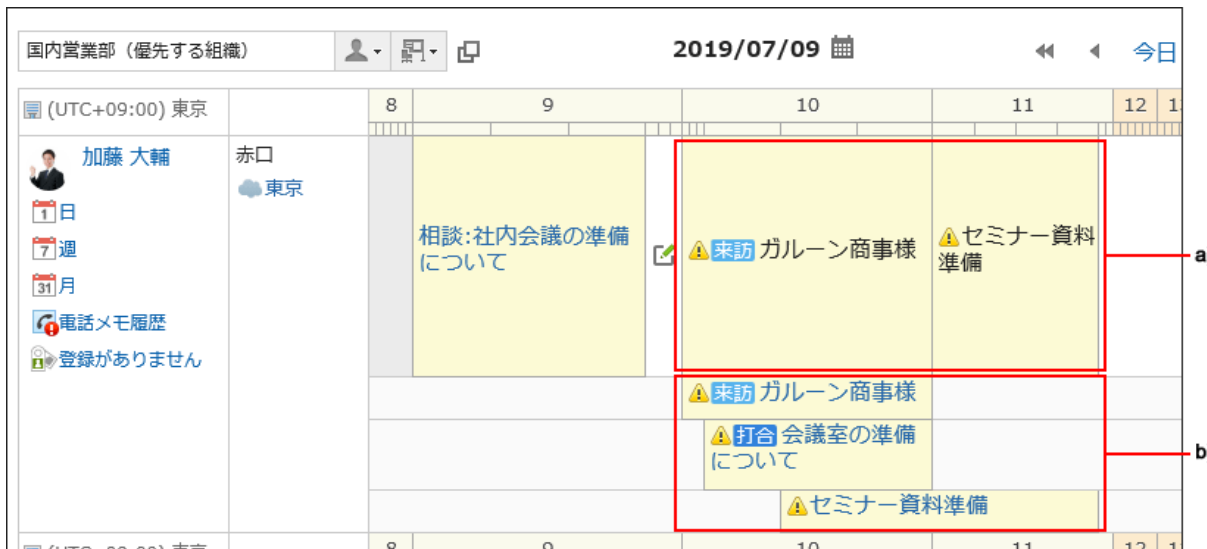 国内営業部（優先する組織）
2019/07/09
今日
(UTC+09:00) 東京
8 9 10 11 12
加藤 大輔
赤口
東京
1 日
7 週
31 月
電話メモ履歴
登録がありません
相談:社内会議の準備
について
来訪 ガルーン商事様
セミナー資料
準備
a
来訪 ガルーン商事様
打合 会議室の準備
について
セミナー資料準備
b